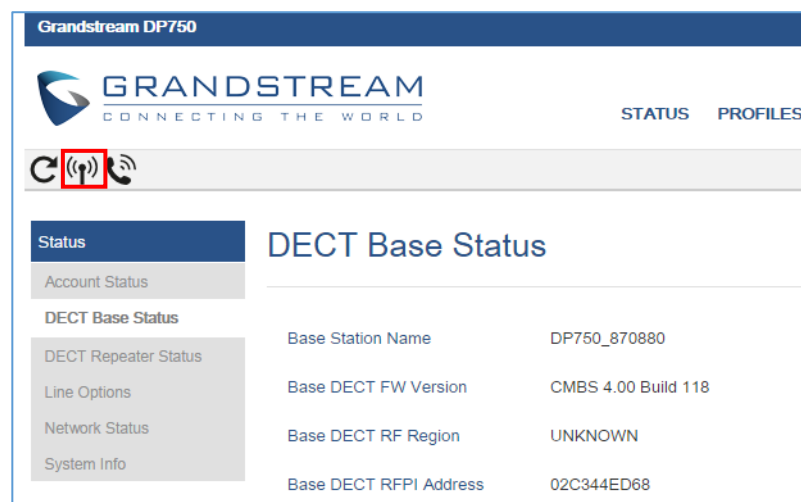 Grandstream DP750
GRANDSTREAM
CONNECTING THE WORLD
STATUS PROFILES
Status
Account Status
DECT Base Status
DECT Repeater Status
Line Options
Network Status
System Info
DECT Base Status
Base Station Name DP750_870880
Base DECT FW Version CMBS 4.00 Build 118
Base DECT RF Region UNKNOWN
Base DECT RFPI Address 02C344ED68